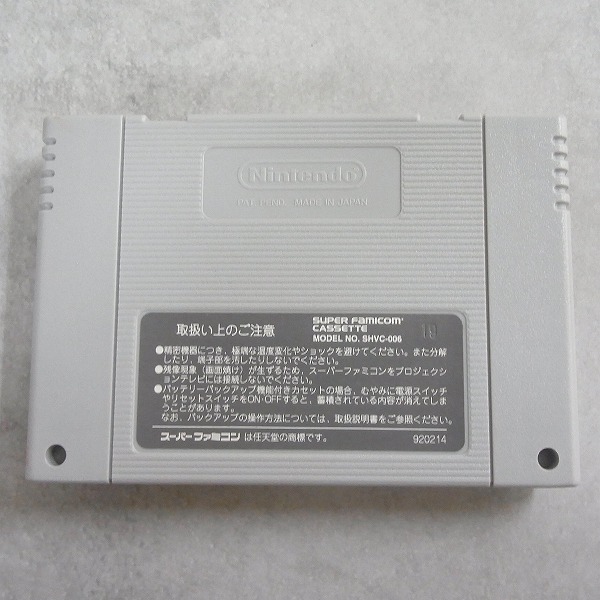 Nintendo
PAT. PEND. MADE IN JAPAN
取扱い上のご注意
SUPER FAMICOM
CASSETTE
MODEL NO. SHVC-006
19
●精密機器につき、極端な温度変化やショックを避けてください。また分解
したり、端子部を汚したりしないでください。
●残像現象（画面焼け）が生ずるため、スーパーファミコンをプロジェクシ
ョンテレビには接続しないでください。
●バッテリーバックアップ機能付きカセットの場合、むやみに電源スイッチ
やリセットスイッチをON・OFFすると、蓄積されている内容が消えてしま
うことがあります。
なお、バックアップの操作方法については、取扱説明書をご参照ください。
スーパーファミコン は任天堂の商標です。
920214